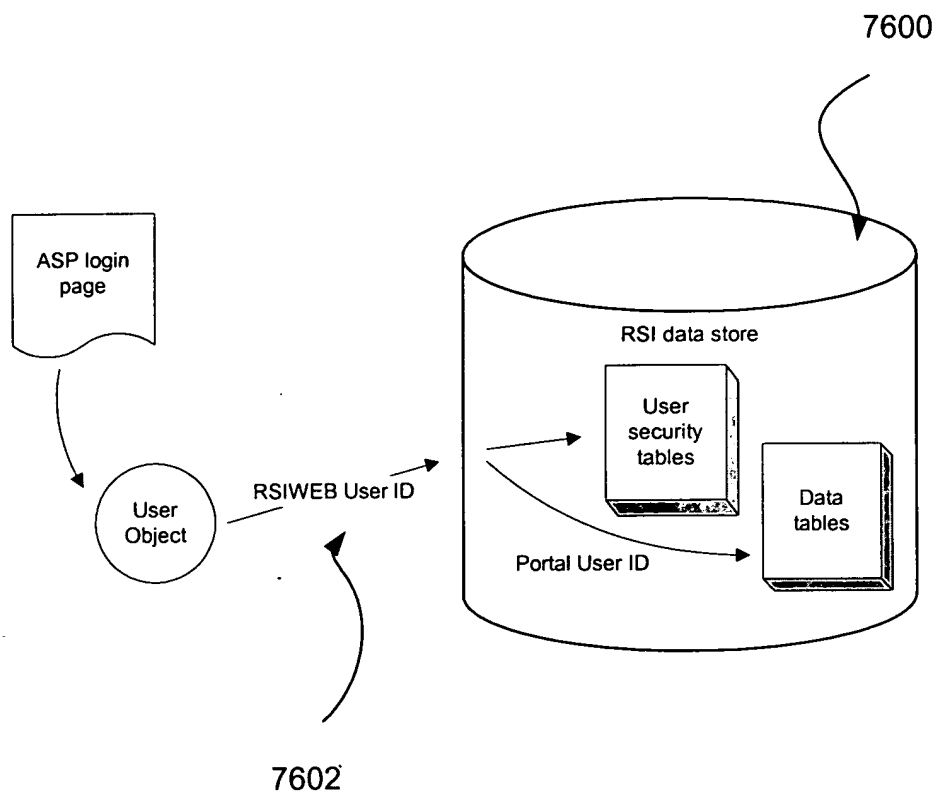 7600
ASP login
page
RSI data store
User
security
tables
Data
tables
RSIWEB User ID
User
Object
Portal User ID
7602